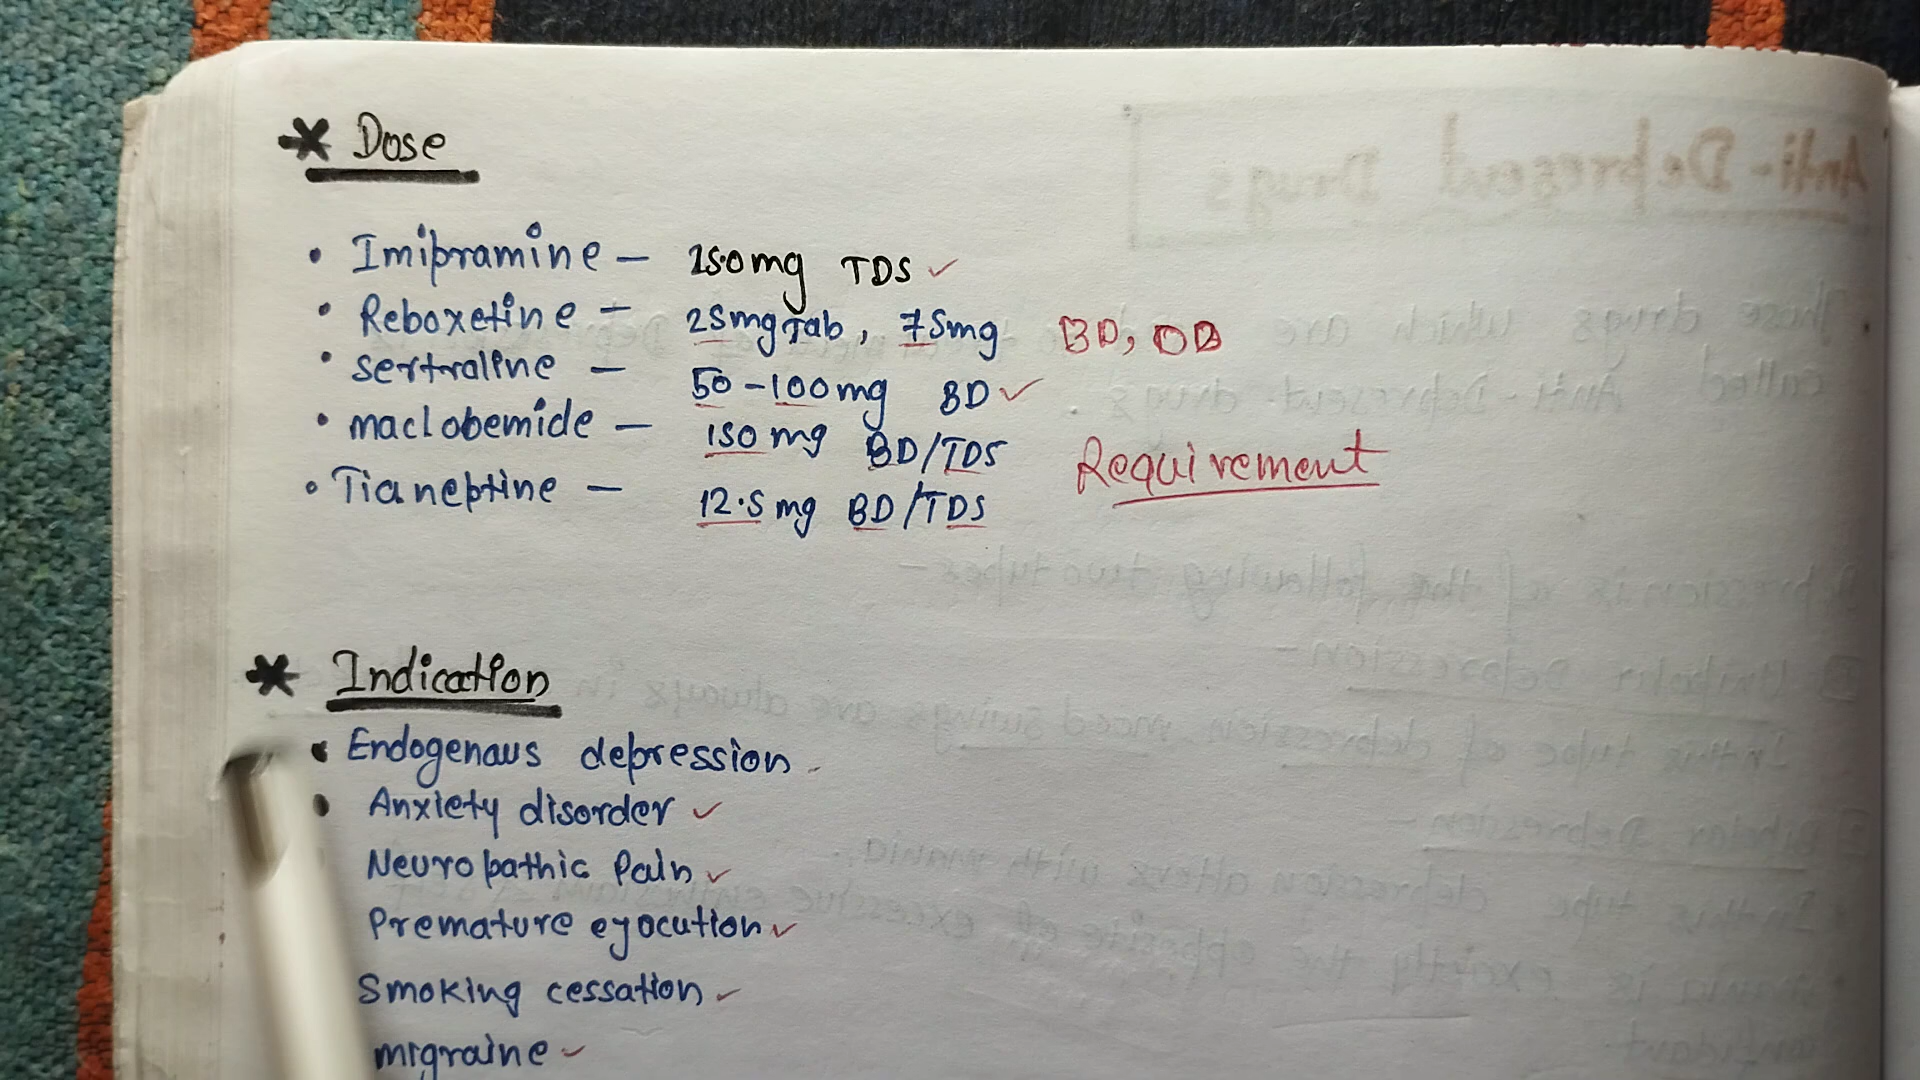 * Dose
• Imipramine – 150mg TDS ✓
• Reboxetine – 25mg Tab, 75mg BD, OD
• sertraline – 50-100mg BD ✓
• maclobemide – 150 mg BD/TDS Requirement
• Tianeptine – 12.5 mg BD/TDS
* Indication
• Endogenaus depression
• Anxiety disorder ✓
Neuropathic Pain ✓
Premature eyocution ✓
Smoking cessation ✓
migraine ✓